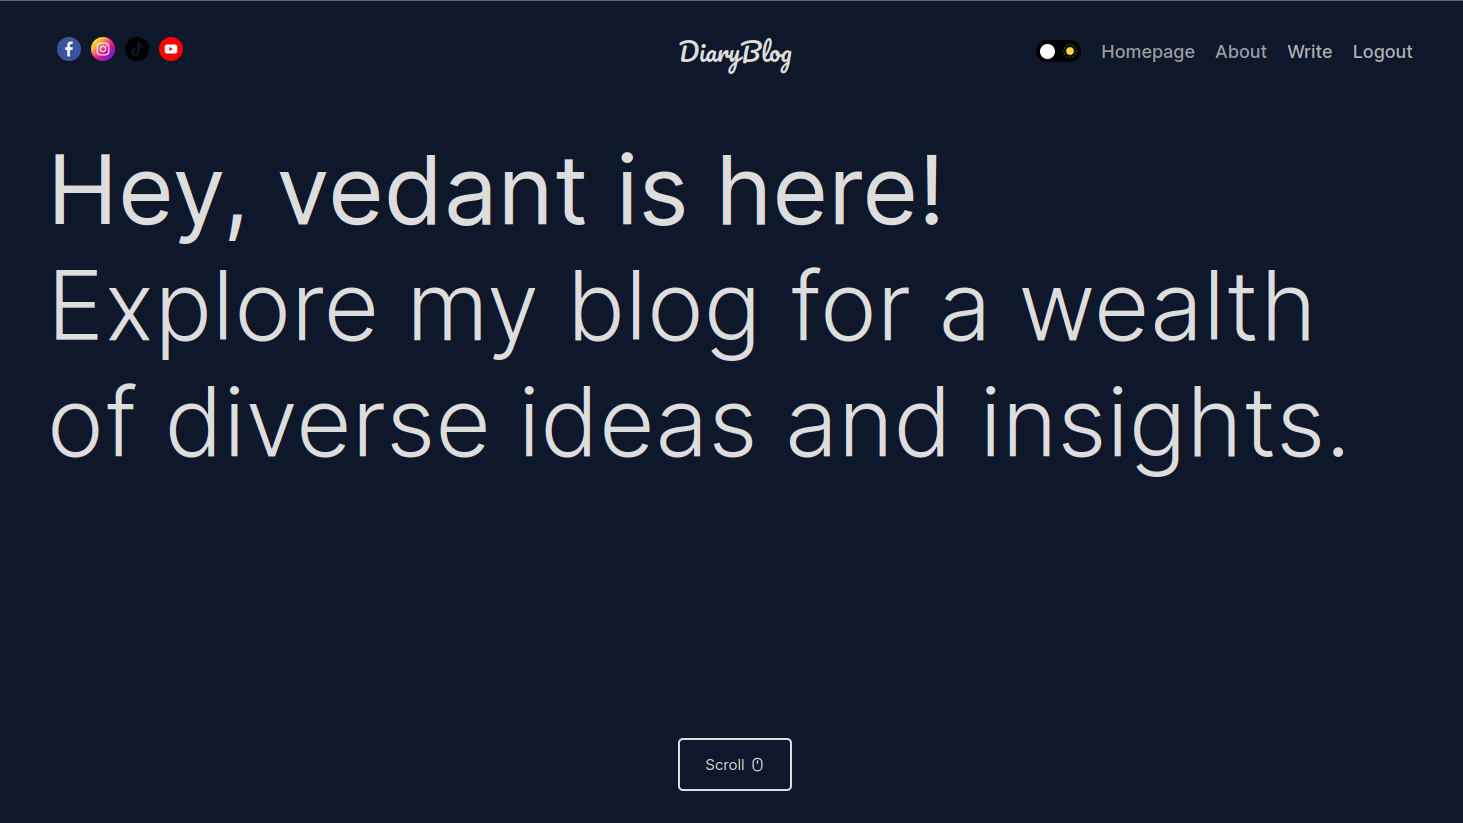 DiaryBlog
Homepage About Write Logout
Hey, vedant is here!
Explore my blog for a wealth
of diverse ideas and insights.
Scroll